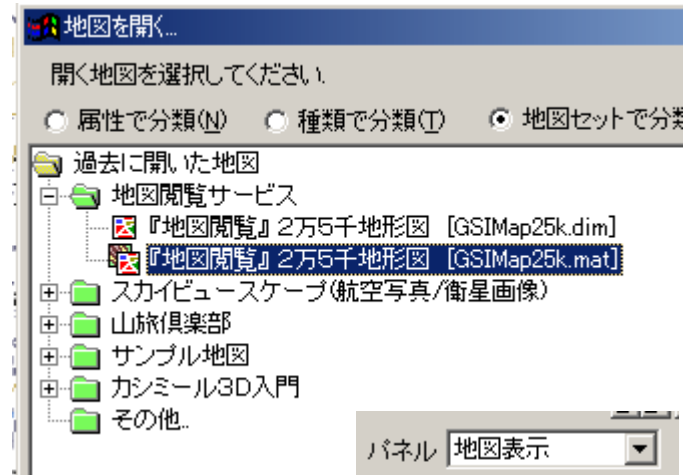 地図を開く...
開く地図を選択してください.
属性で分類(N) 種類で分類(T) 地図セットで分類
過去に開いた地図
地図閲覧サービス
『地図閲覧』2万5千地形図 [GSIMap25k.dim]
『地図閲覧』2万5千地形図 [GSIMap25k.mat]
スカイビュースケープ(航空写真/衛星画像)
山旅倶楽部
サンプル地図
カシミール3D入門
その他..
パネル 地図表示